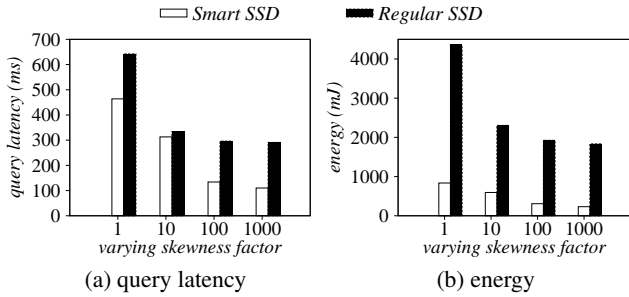 Smart SSD Regular SSD
700
600
500
400
300
200
100
0
query latency (ms)
1 10 100 1000
varying skewness factor
(a) query latency
4000
3000
2000
1000
0
energy (mJ)
1 10 100 1000
varying skewness factor
(b) energy